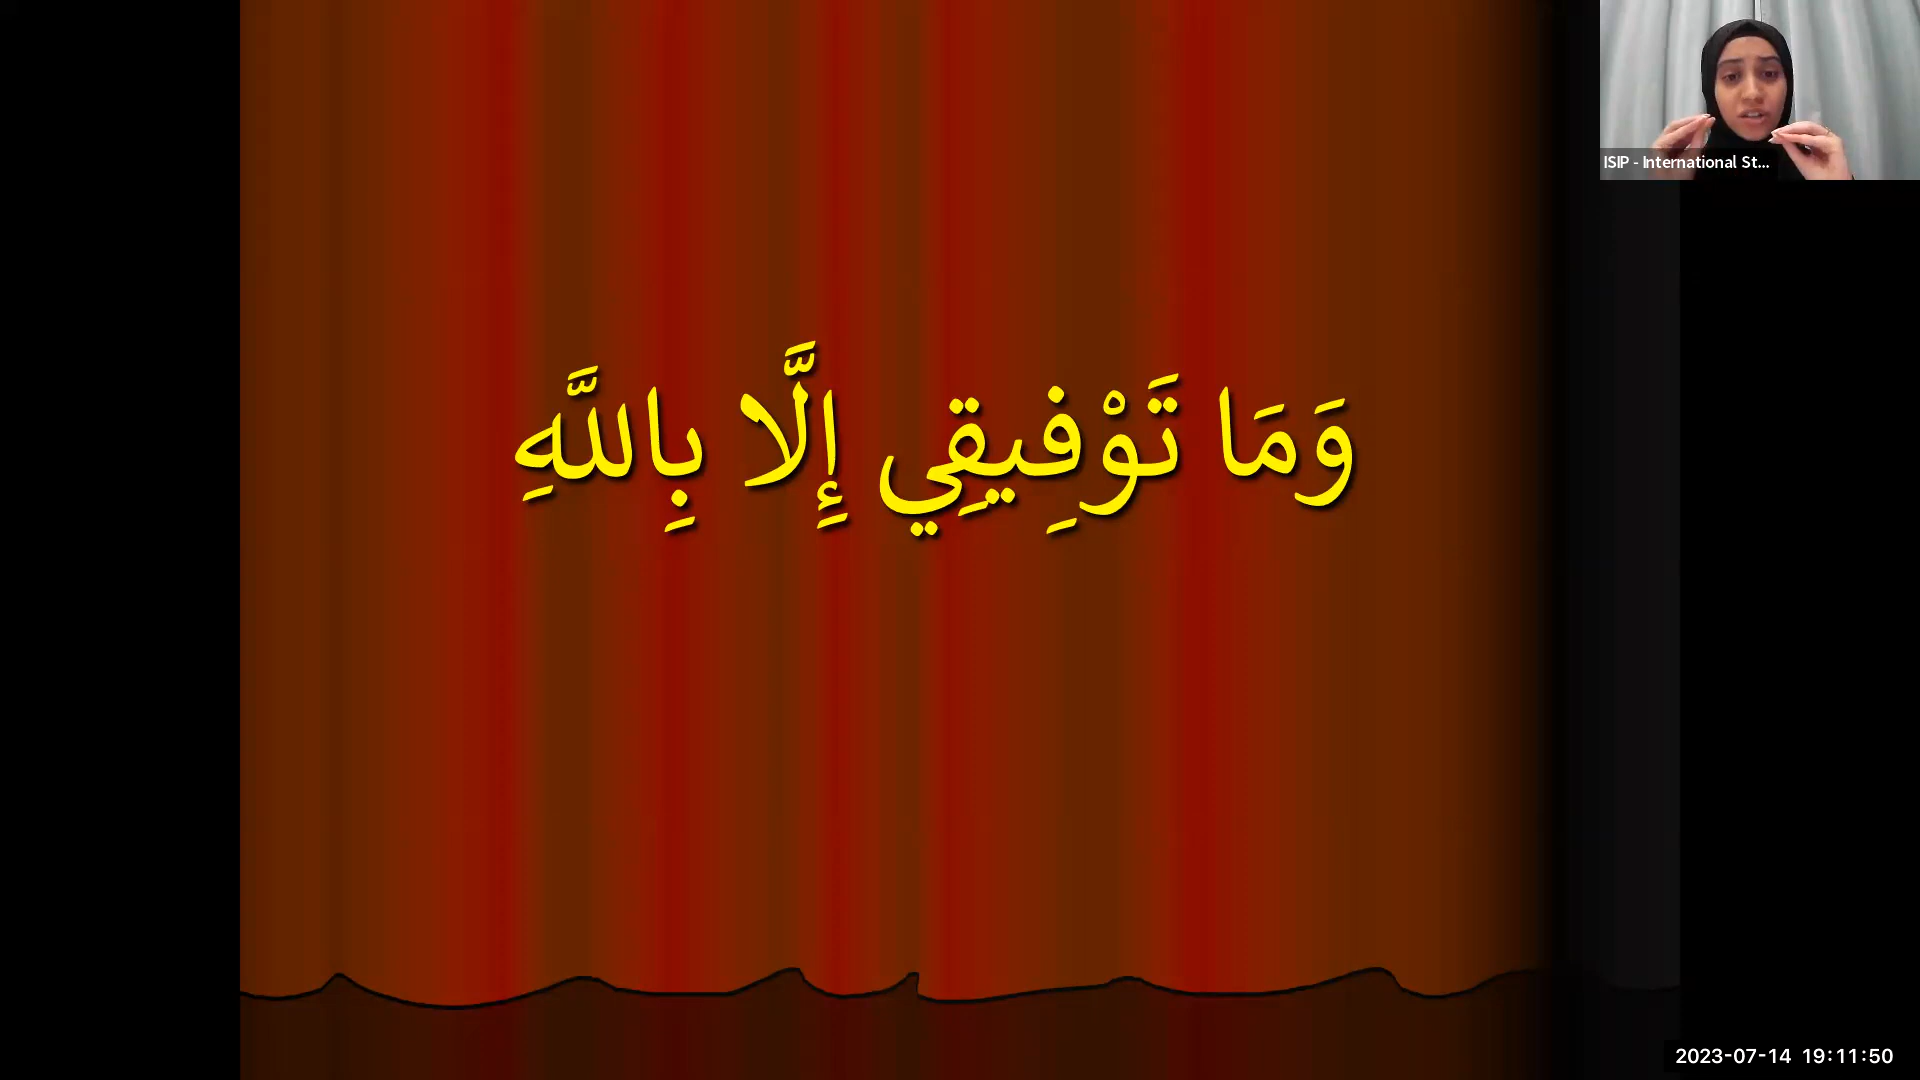 ISIP - International St...
وَمَا تَوْفِيقِي إِلَّا بِاللَّهِ
2023-07-14 19:11:50